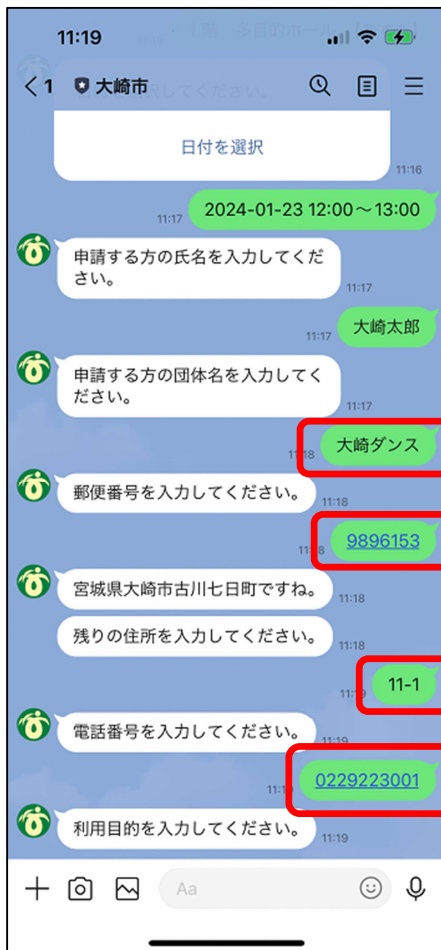 11:19
1 大崎市
日付を選択
11:16
2024-01-23 12:00～13:00
11:17
申請する方の氏名を入力してくだ
さい。
11:17
大崎太郎
11:17
申請する方の団体名を入力してく
ださい。
11:17
大崎ダンス
郵便番号を入力してください。
11:18
9896153
宮城県大崎市古川七日町ですね。
11:18
残りの住所を入力してください。
11:18
11-1
電話番号を入力してください。
11:19
0229223001
利用目的を入力してください。
11:19
Aa